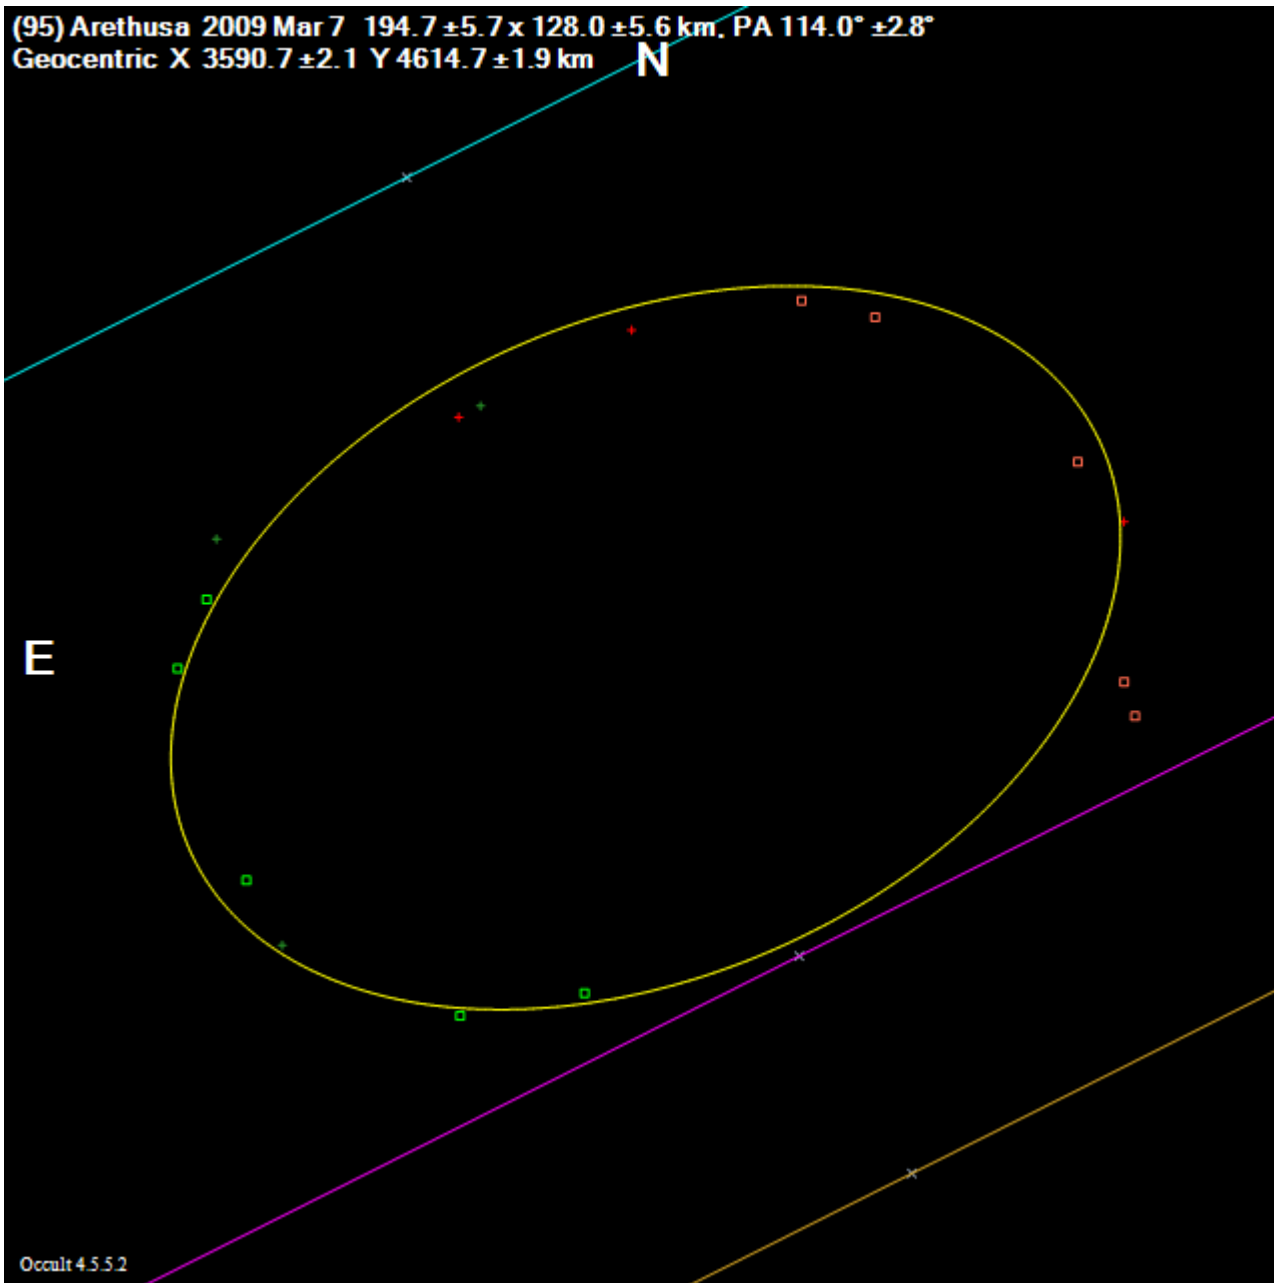 (95) Arethusa 2009 Mar 7 194.7 ±5.7 x 128.0 ±5.6 km, PA 114.0° ±2.8°
Geocentric X 3590.7 ±2.1 Y 4614.7 ±1.9 km
N
E
Occult 4.5.5.2